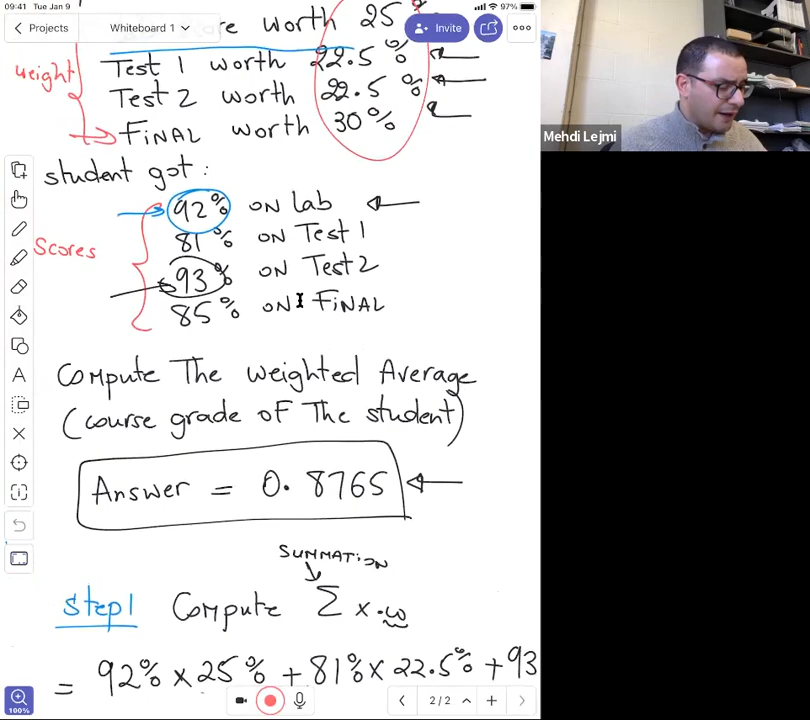 09:41 Tue Jan 9
97%
Projects
Whiteboard 1
Invite
are worth 25
weight
Test 1 worth 22.5 %
Test 2 worth 22.5 %
FiNAL worth 30%
Mehdi Lejmi
student got :
92% ON Lab
81 % ON Test 1
Scores
93% ON Test 2
85% ON FiNAL
Compute The weighted Average
(course grade of The student)
Answer = 0.8765
SUMMATiON
Step1 Compute Σ x.ω
= 92% x 25% + 81% x 22.5% + 93
100%
2/2